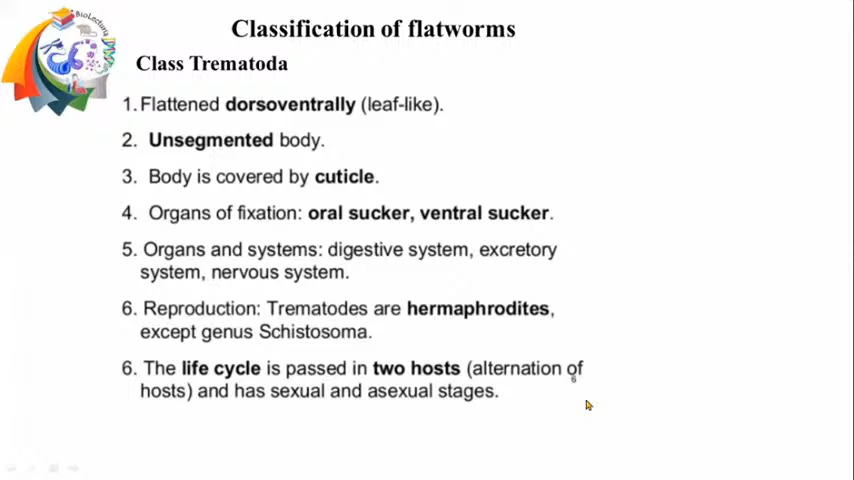 BioLectures
Classification of flatworms
Class Trematoda
1. Flattened dorsoventrally (leaf-like).
2. Unsegmented body.
3. Body is covered by cuticle.
4. Organs of fixation: oral sucker, ventral sucker.
5. Organs and systems: digestive system, excretory
system, nervous system.
6. Reproduction: Trematodes are hermaphrodites,
except genus Schistosoma.
6. The life cycle is passed in two hosts (alternation of
hosts) and has sexual and asexual stages.
6